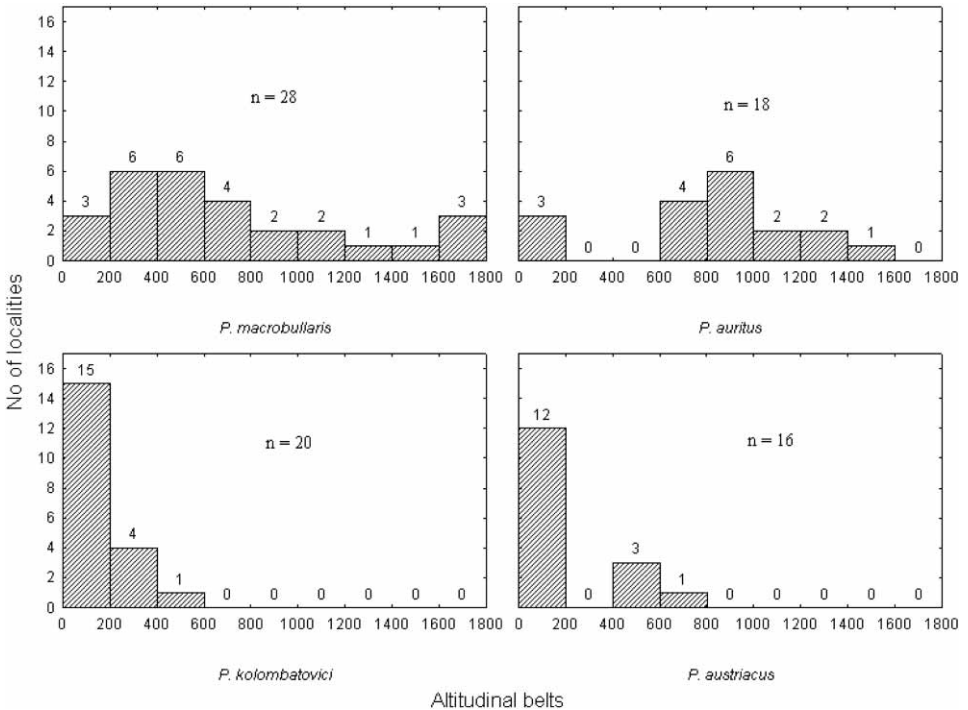 16
14
12
10
8
6
4
2
0
n = 28
3 6 6 4 2 2 1 1 3
0 200 400 600 800 1000 1200 1400 1600 1800
P. macrobullaris
n = 18
3 0 0 4 6 2 2 1 0
0 200 400 600 800 1000 1200 1400 1600 1800
P. auritus
No of localities
16
14
12
10
8
6
4
2
0
n = 20
15 4 1 0 0 0 0 0 0
0 200 400 600 800 1000 1200 1400 1600 1800
P. kolombatovici
n = 16
12 0 3 1 0 0 0 0 0
0 200 400 600 800 1000 1200 1400 1600 1800
P. austriacus
Altitudinal belts